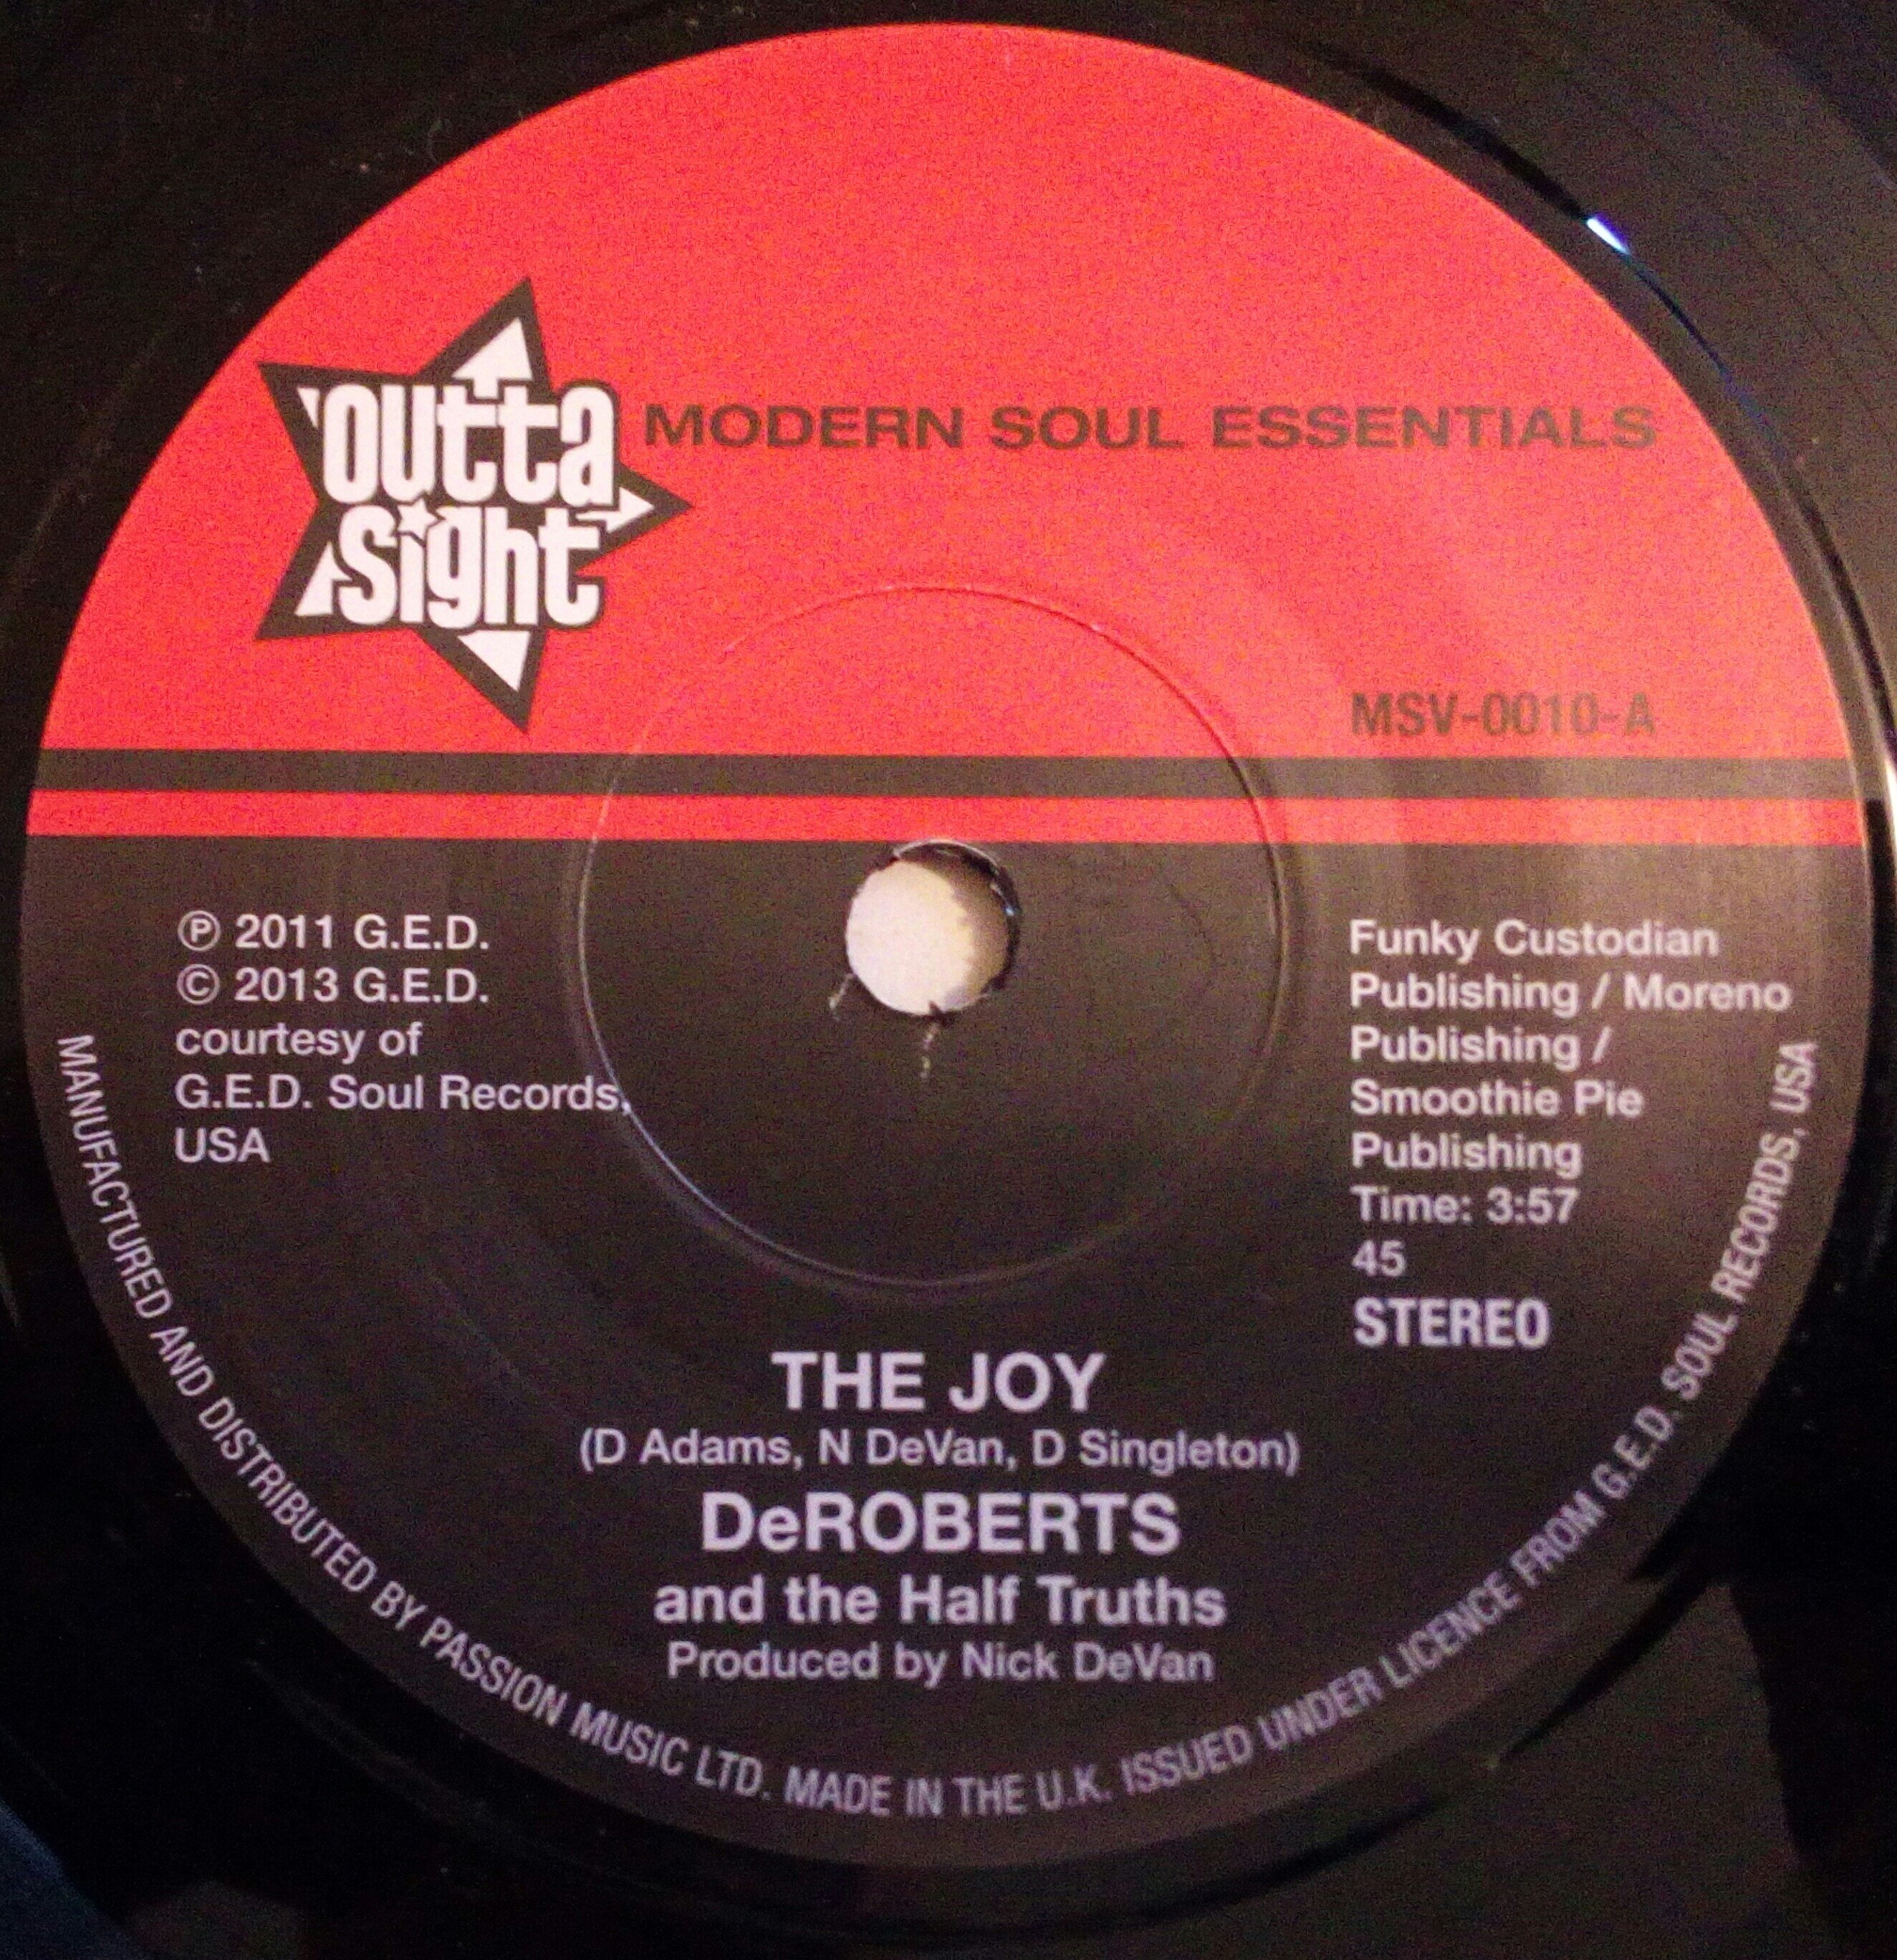 outta
sight
MODERN SOUL ESSENTIALS
MSV-0010-A
℗ 2011 G.E.D.
© 2013 G.E.D.
courtesy of
G.E.D. Soul Records,
USA
Funky Custodian
Publishing / Moreno
Publishing /
Smoothie Pie
Publishing
Time: 3:57
45
STEREO
THE JOY
(D Adams, N DeVan, D Singleton)
DeROBERTS
and the Half Truths
Produced by Nick DeVan
MANUFACTURED AND DISTRIBUTED BY PASSION MUSIC LTD. MADE IN THE U.K. ISSUED UNDER LICENCE FROM G.E.D. SOUL RECORDS, USA